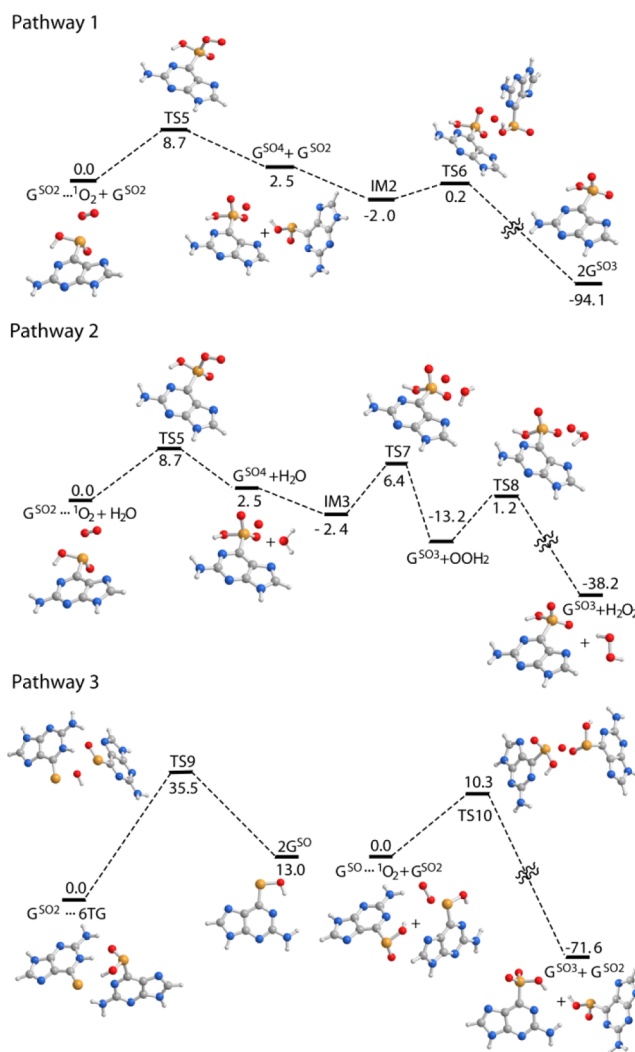 Pathway 1
TS5
8.7
0.0
G^SO2 ... ^1O2 + G^SO2
G^SO4 + G^SO2
2.5
+
IM2
-2.0
TS6
0.2
2G^SO3
-94.1
Pathway 2
TS5
8.7
0.0
G^SO2 ... ^1O2 + H2O
G^SO4 +H2O
2.5
+
IM3
-2.4
TS7
6.4
-13.2
G^SO3+OOH2
TS8
1.2
-38.2
G^SO3+H2O2
+
Pathway 3
TS9
35.5
0.0
G^SO2 ... 6TG
2G^SO
13.0
0.0
G^SO ... ^1O2 + G^SO2
+
10.3
TS10
-71.6
G^SO3 + G^SO2
+